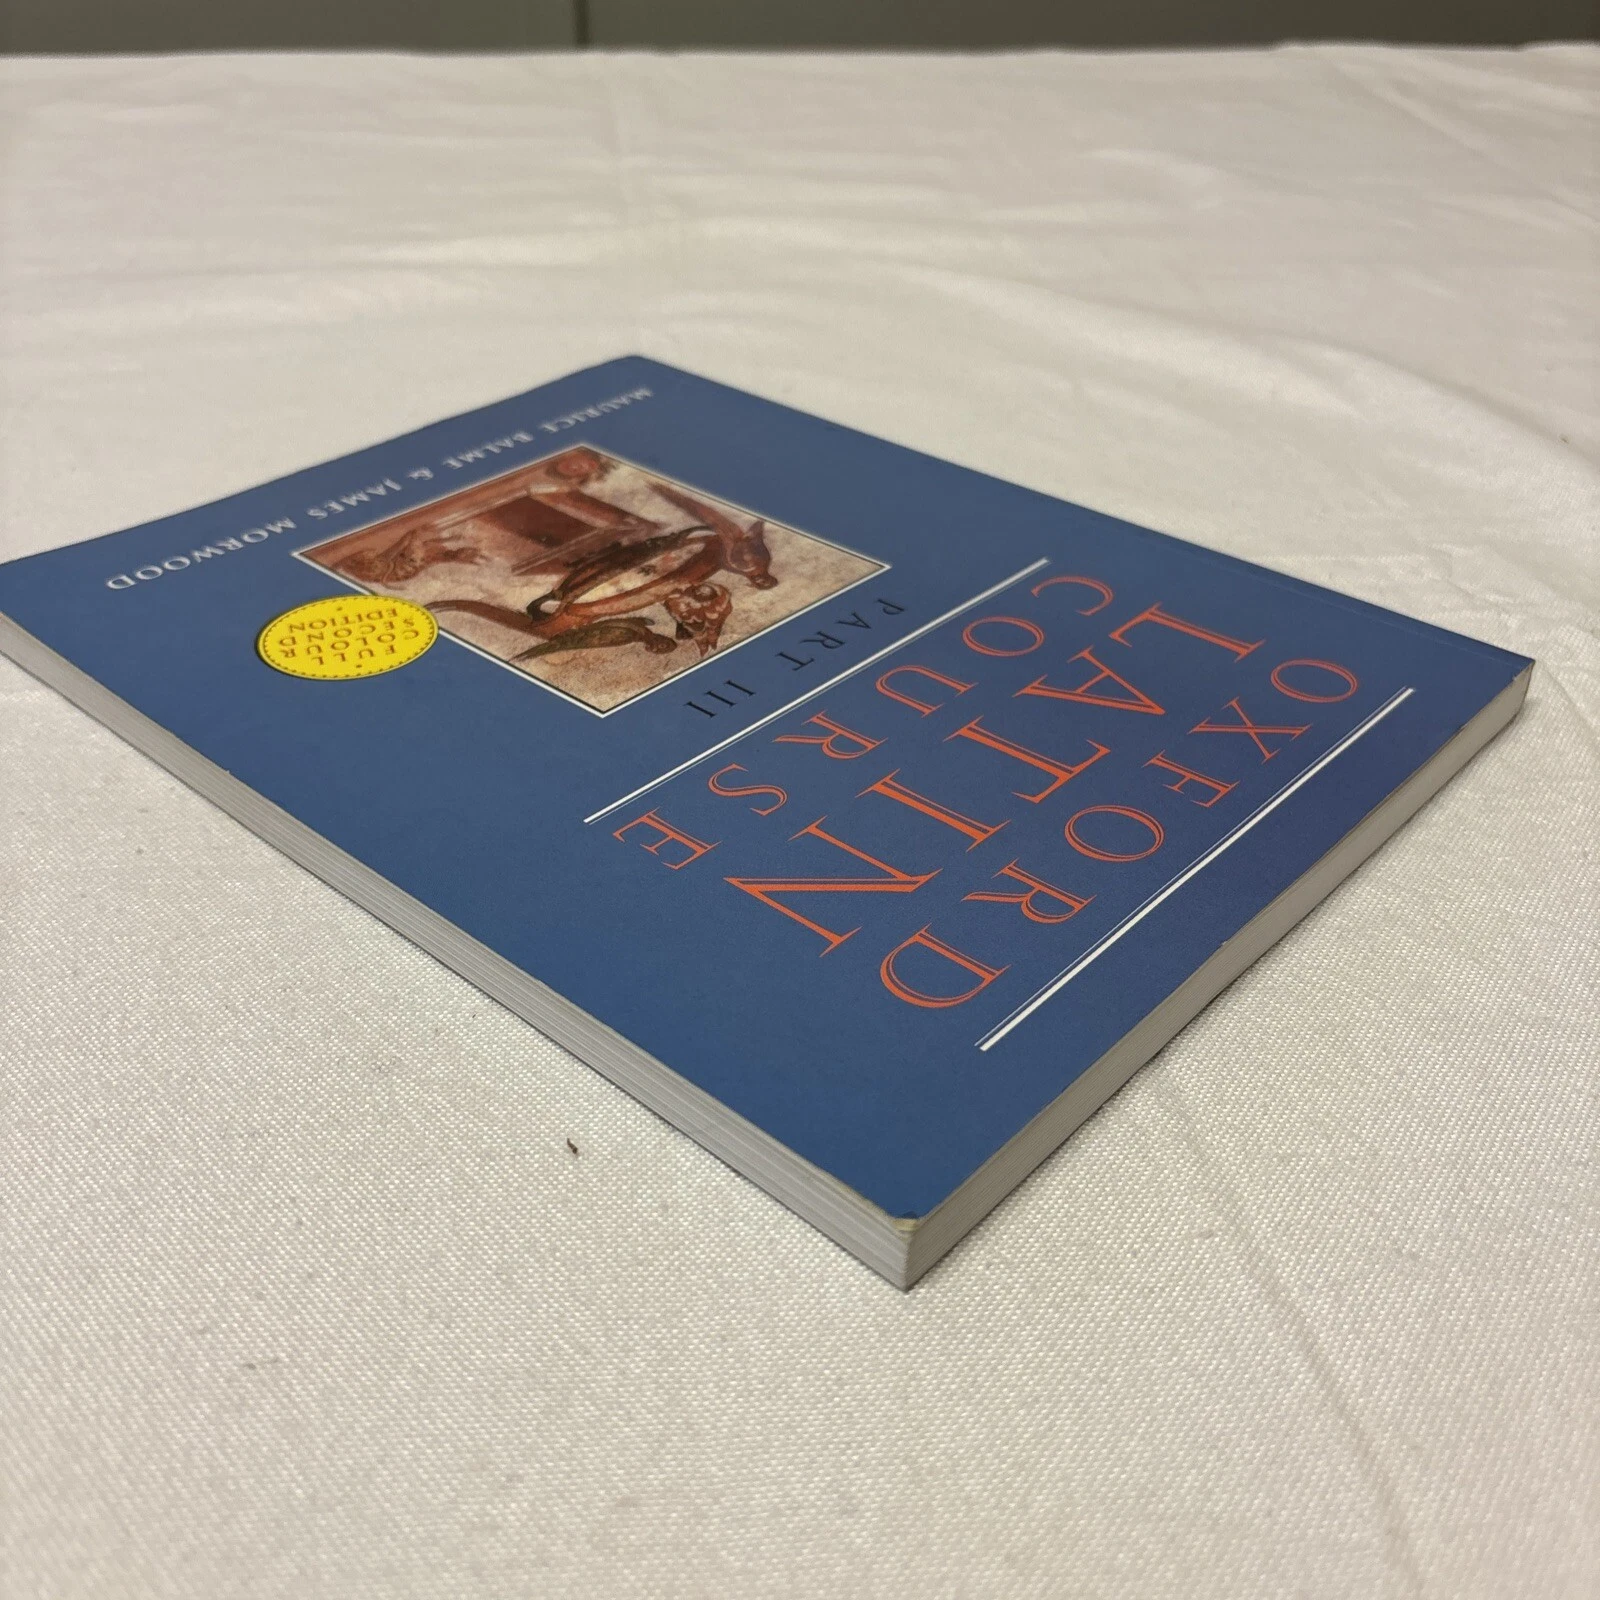 OXFORD
LATIN
COURSE
PART III
FULL
COLOUR
SECOND
EDITION
MAURICE BALME & JAMES MORWOOD